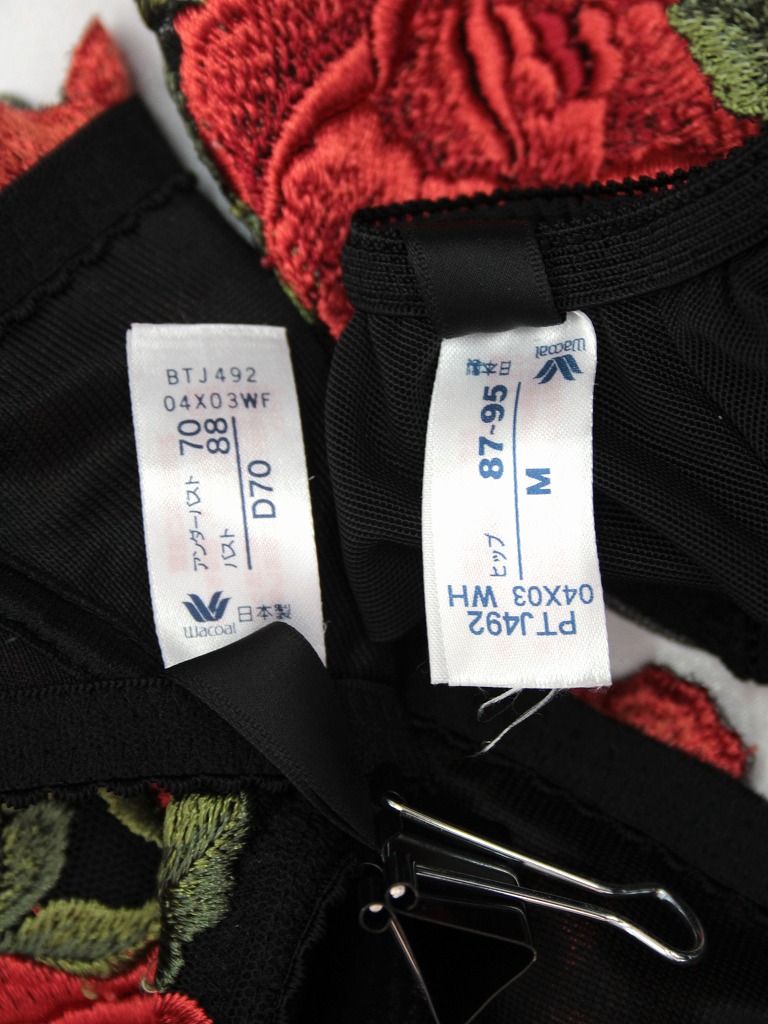 BTJ492
04X03WF
アンダーバスト 70
バスト 88
D70
Wacoal 日本製
Wacoal
日本製
ヒップ 87~95
M
04X03 WH
PTJ492